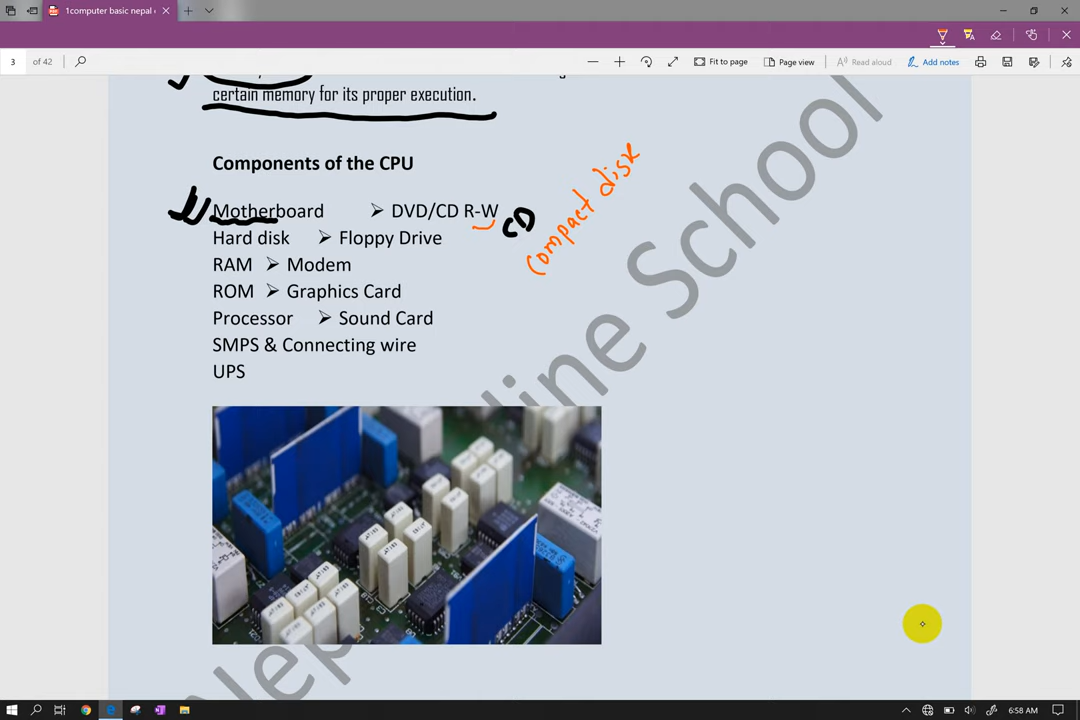 1computer basic nepal
3 of 42
Fit to page
Page view
Read aloud
Add notes
certain memory for its proper execution.
Components of the CPU
Motherboard ➢ DVD/CD R-W
CD
Compact disk
Hard disk ➢ Floppy Drive
RAM ➢ Modem
ROM ➢ Graphics Card
Processor ➢ Sound Card
SMPS & Connecting wire
UPS
Nep
line School
6:58 AM